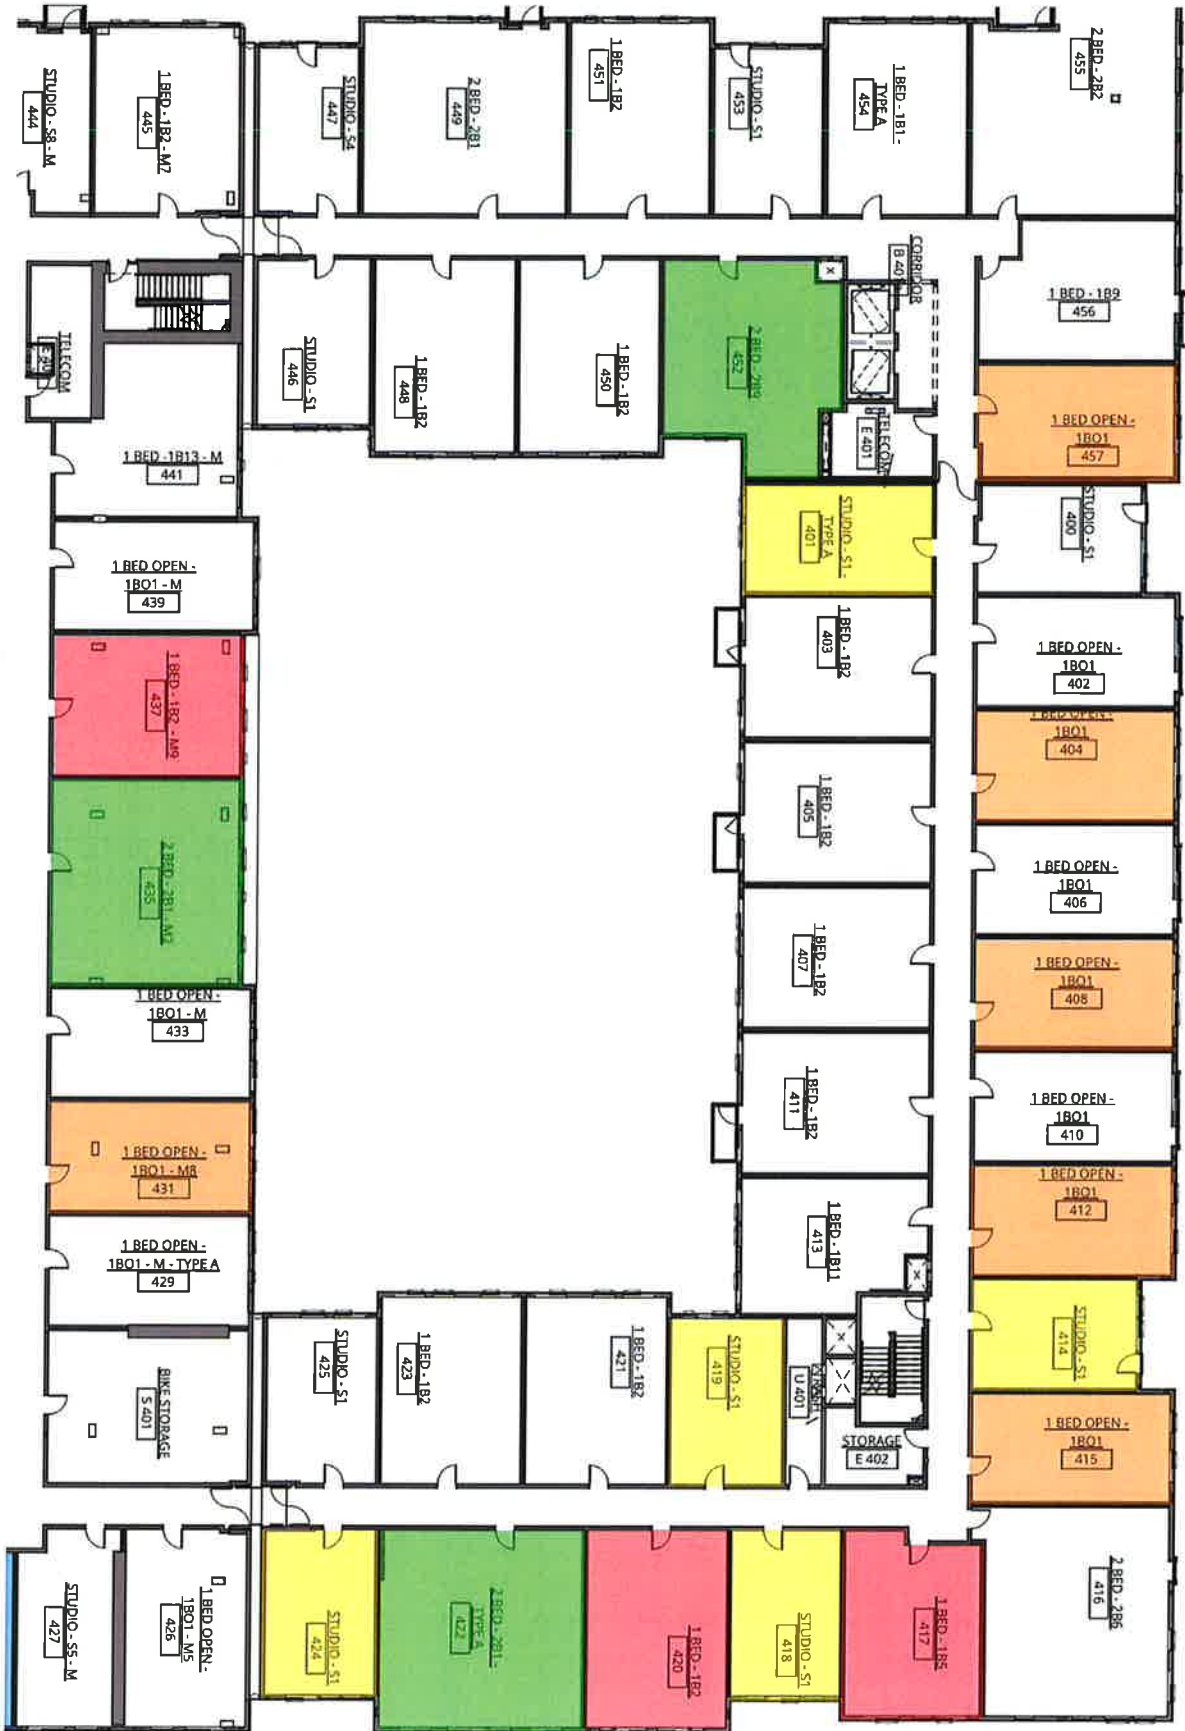 STUDIO - S8 - M
444
1 BED - 1B2 - M7
445
STUDIO - S4
447
2 BED - 2B1
449
1 BED - 1B2
451
STUDIO - S1
453
1 BED - 1B1 -
TYPE A
454
2 BED - 2B2
455
CORRIDOR
1 BED - 1B9
456
TELECOM
STUDIO - S1
446
1 BED - 1B2
448
1 BED - 1B2
450
2 BED - 2B9
452
TELECOM
E 401
1 BED OPEN -
1BO1
457
1 BED -1B13 - M
441
STUDIO - S1 -
TYPE A
401
STUDIO - S1
400
1 BED OPEN -
1BO1 - M
439
1 BED - 1B2
403
1 BED OPEN -
1BO1
402
1 BED - 1B2 - M9
437
1 BED OPEN -
1BO1
404
1 BED - 1B2
405
2 BED - 2B1 - M2
435
1 BED OPEN -
1BO1
406
1 BED - 1B2
407
1 BED OPEN -
1BO1
408
1 BED OPEN -
1BO1 - M
433
1 BED - 1B2
411
1 BED OPEN -
1BO1
410
1 BED OPEN -
1BO1 - M8
431
1 BED OPEN -
1BO1
412
1 BED OPEN -
1BO1 - M - TYPE A
429
1 BED - 1B11
413
STUDIO - S1
414
BIKE STORAGE
S 401
STUDIO - S1
425
1 BED - 1B2
423
1 BED - 1B2
421
STUDIO - S1
419
U 401
STORAGE
E 402
1 BED OPEN -
1BO1
415
STUDIO - S5 - M
427
1 BED OPEN -
1BO1 - M5
426
STUDIO - S1
424
2 BED - 2B1 -
TYPE A
422
1 BED - 1B2
420
STUDIO - S1
418
1 BED - 1B5
417
2 BED - 2B6
416